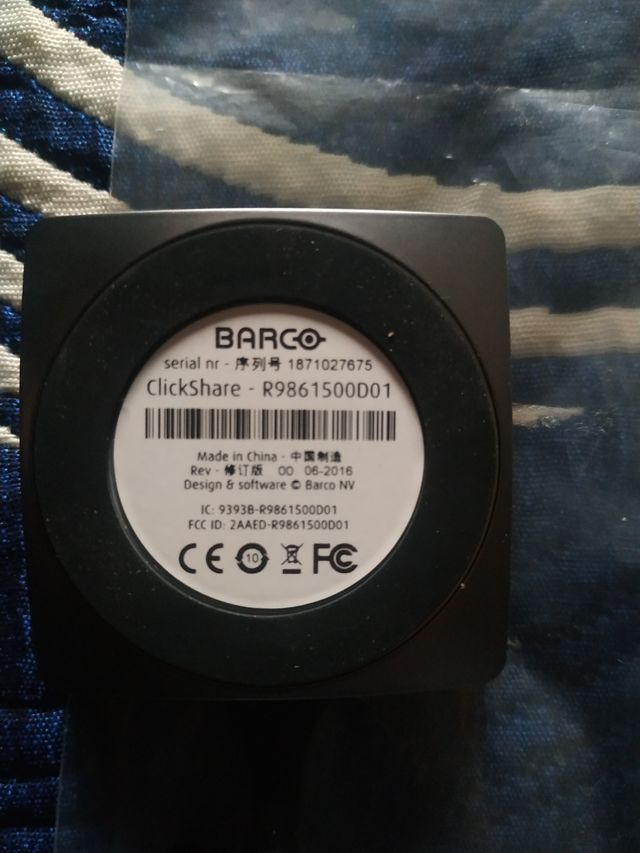 BARCO
serial nr - 序列号 1871027675
ClickShare - R9861500D01
Made in China - 中国制造
Rev - 修订版 00 06-2016
Design & software © Barco NV
IC: 9393B-R9861500D01
FCC ID: 2AAED-R9861500D01
CE 10 FC